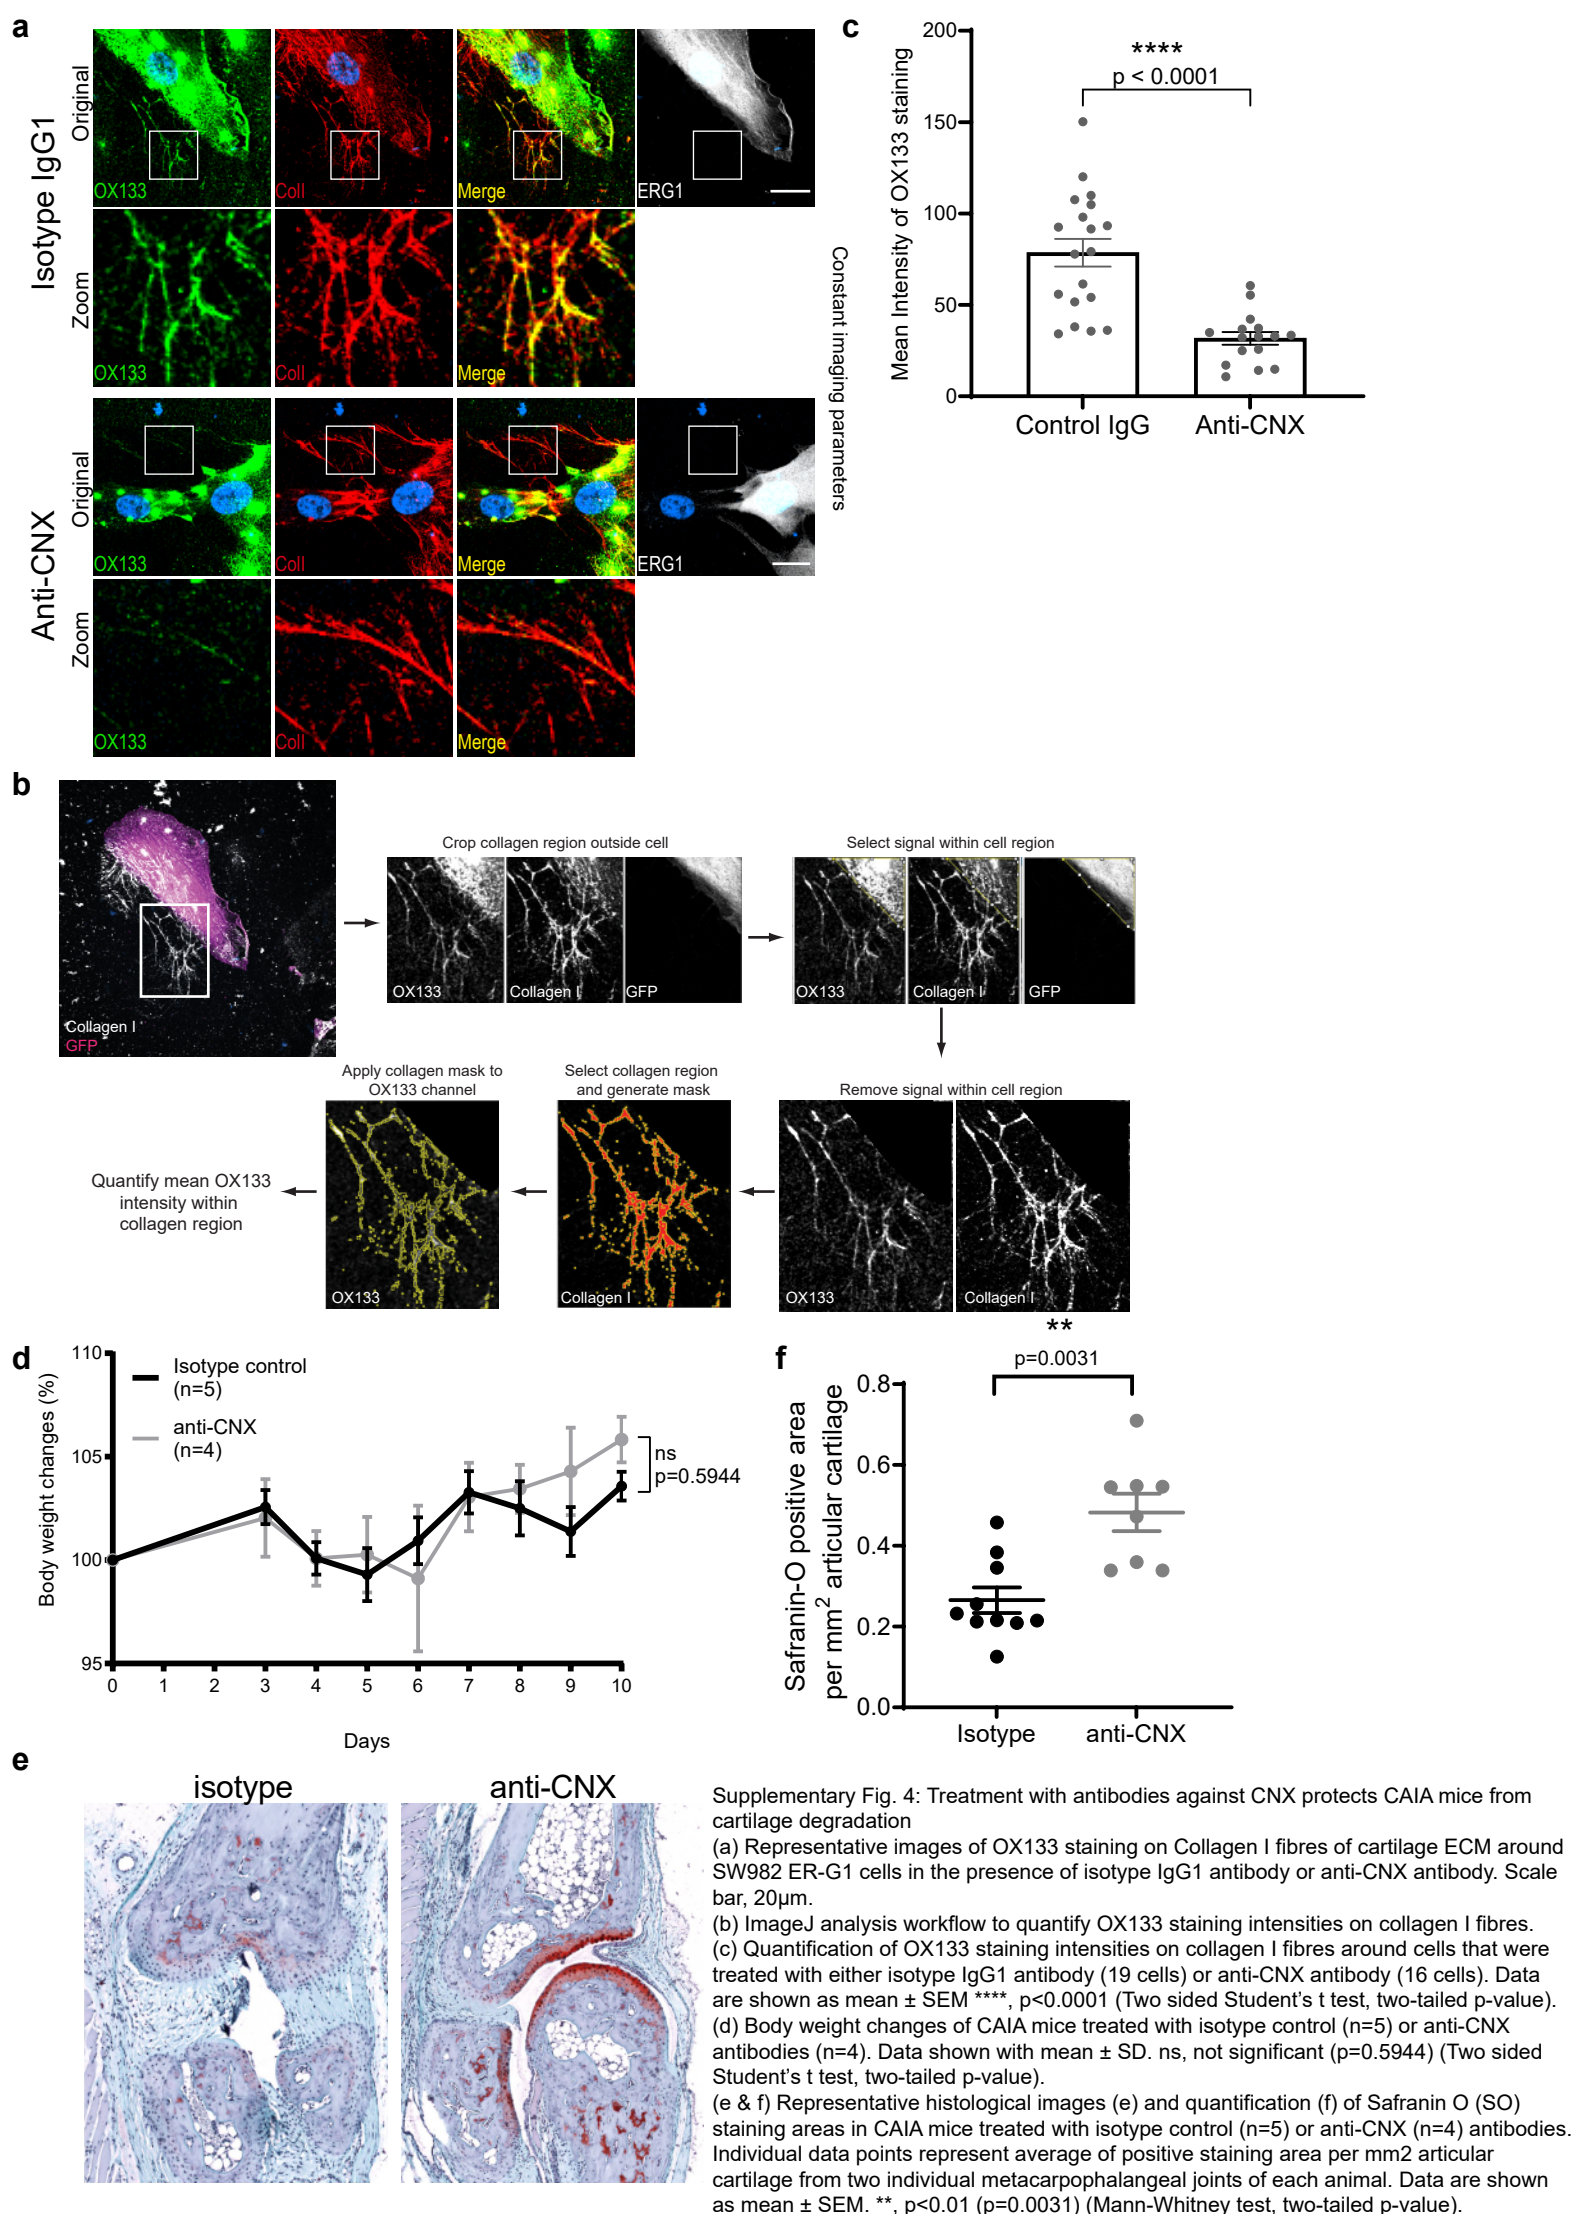 a
Isotype IgG1
Original
OX133
Coll
Merge
ERG1
Zoom
OX133
Coll
Merge
Anti-CNX
Original
OX133
Coll
Merge
ERG1
Zoom
OX133
Coll
Merge
Constant imaging parameters
c
Mean Intensity of OX133 staining
200
150
100
50
0
****
p < 0.0001
Control IgG
Anti-CNX
b
Collagen I
GFP
Crop collagen region outside cell
OX133
Collagen I
GFP
Select signal within cell region
OX133
Collagen I
GFP
Remove signal within cell region
OX133
Collagen I
Select collagen region
and generate mask
Collagen I
Apply collagen mask to
OX133 channel
OX133
Quantify mean OX133
intensity within
collagen region
d
Body weight changes (%)
110
105
100
95
Isotype control
(n=5)
anti-CNX
(n=4)
ns
p=0.5944
0 1 2 3 4 5 6 7 8 9 10
Days
f
**
p=0.0031
Safranin-O positive area
per mm2 articular cartilage
0.8
0.6
0.4
0.2
0.0
Isotype
anti-CNX
e
isotype
anti-CNX
Supplementary Fig. 4: Treatment with antibodies against CNX protects CAIA mice from
cartilage degradation
(a) Representative images of OX133 staining on Collagen I fibres of cartilage ECM around
SW982 ER-G1 cells in the presence of isotype IgG1 antibody or anti-CNX antibody. Scale
bar, 20μm.
(b) ImageJ analysis workflow to quantify OX133 staining intensities on collagen I fibres.
(c) Quantification of OX133 staining intensities on collagen I fibres around cells that were
treated with either isotype IgG1 antibody (19 cells) or anti-CNX antibody (16 cells). Data
are shown as mean ± SEM ****, p<0.0001 (Two sided Student's t test, two-tailed p-value).
(d) Body weight changes of CAIA mice treated with isotype control (n=5) or anti-CNX
antibodies (n=4). Data shown with mean ± SD. ns, not significant (p=0.5944) (Two sided
Student's t test, two-tailed p-value).
(e & f) Representative histological images (e) and quantification (f) of Safranin O (SO)
staining areas in CAIA mice treated with isotype control (n=5) or anti-CNX (n=4) antibodies.
Individual data points represent average of positive staining area per mm2 articular
cartilage from two individual metacarpophalangeal joints of each animal. Data are shown
as mean ± SEM. **, p<0.01 (p=0.0031) (Mann-Whitney test, two-tailed p-value).